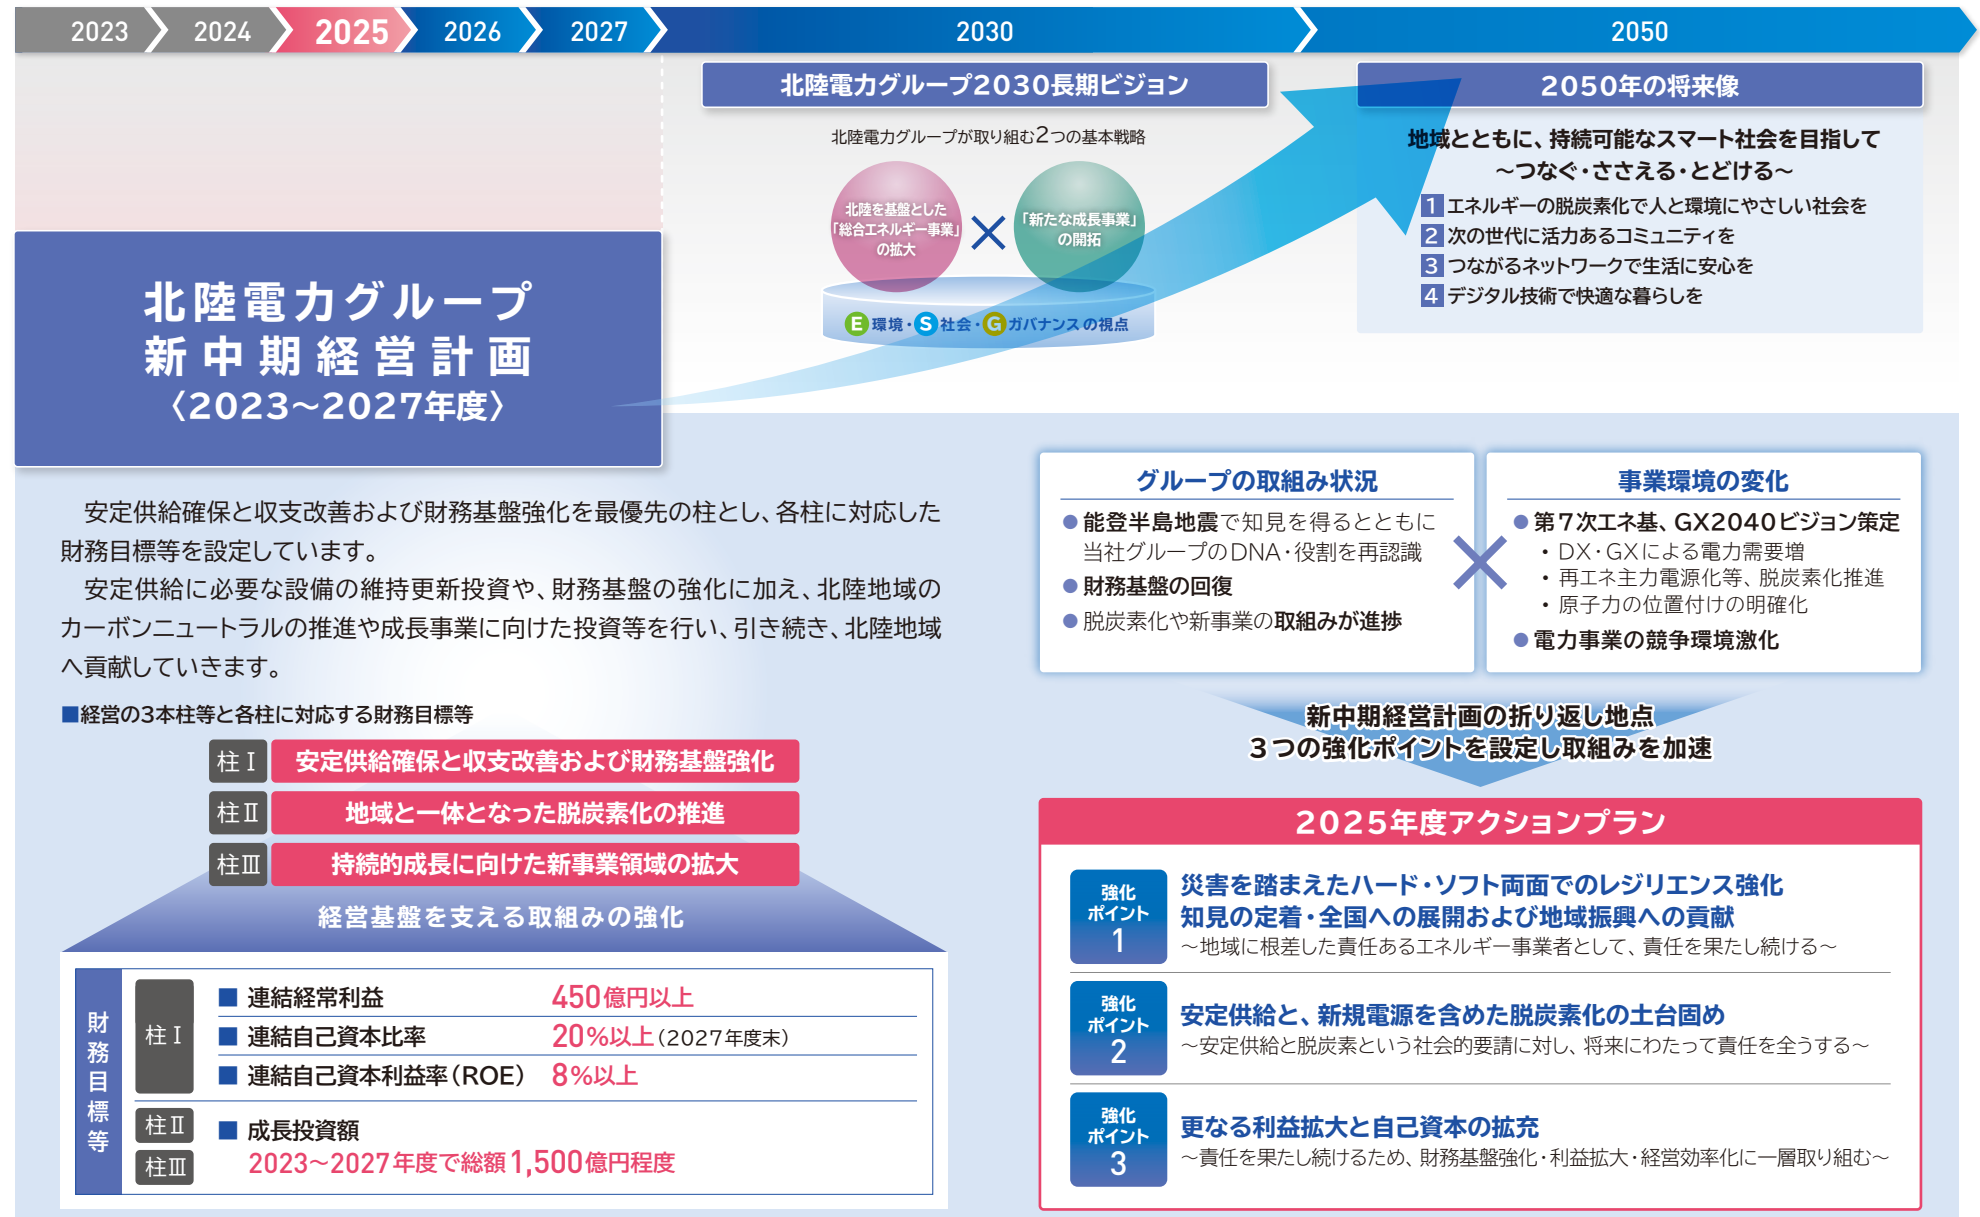 2023
2024
2025
2026
2027
2030
2050
北陸電力グループ2030長期ビジョン
北陸電力グループが取り組む2つの基本戦略
北陸を基盤とした
「総合エネルギー事業」
の拡大
×
「新たな成長事業」
の開拓
E環境・S社会・Gガバナンスの視点
2050年の将来像
地域とともに、持続可能なスマート社会を目指して
～つなぐ・ささえる・とどける～
1 エネルギーの脱炭素化で人と環境にやさしい社会を
2 次の世代に活力あるコミュニティを
3 つながるネットワークで生活に安心を
4 デジタル技術で快適な暮らしを
北陸電力グループ
新中期経営計画
〈2023～2027年度〉
安定供給確保と収支改善および財務基盤強化を最優先の柱とし、各柱に対応した
財務目標等を設定しています。
安定供給に必要な設備の維持更新投資や、財務基盤の強化に加え、北陸地域の
カーボンニュートラルの推進や成長事業に向けた投資等を行い、引き続き、北陸地域
へ貢献していきます。
■経営の3本柱等と各柱に対応する財務目標等
柱Ⅰ 安定供給確保と収支改善および財務基盤強化
柱Ⅱ 地域と一体となった脱炭素化の推進
柱Ⅲ 持続的成長に向けた新事業領域の拡大
経営基盤を支える取組みの強化
財務目標等
柱Ⅰ
■ 連結経常利益 450億円以上
■ 連結自己資本比率 20%以上(2027年度末)
■ 連結自己資本利益率(ROE) 8%以上
柱Ⅱ
柱Ⅲ
■ 成長投資額
2023～2027年度で総額1,500億円程度
グループの取組み状況
●能登半島地震で知見を得るとともに
当社グループのDNA・役割を再認識
●財務基盤の回復
●脱炭素化や新事業の取組みが進捗
×
事業環境の変化
●第7次エネ基、GX2040ビジョン策定
・DX・GXによる電力需要増
・再エネ主力電源化等、脱炭素化推進
・原子力の位置付けの明確化
●電力事業の競争環境激化
新中期経営計画の折り返し地点
3つの強化ポイントを設定し取組みを加速
2025年度アクションプラン
強化
ポイント
1
災害を踏まえたハード・ソフト両面でのレジリエンス強化
知見の定着・全国への展開および地域振興への貢献
～地域に根差した責任あるエネルギー事業者として、責任を果たし続ける～
強化
ポイント
2
安定供給と、新規電源を含めた脱炭素化の土台固め
～安定供給と脱炭素という社会的要請に対し、将来にわたって責任を全うする～
強化
ポイント
3
更なる利益拡大と自己資本の拡充
～責任を果たし続けるため、財務基盤強化・利益拡大・経営効率化に一層取り組む～